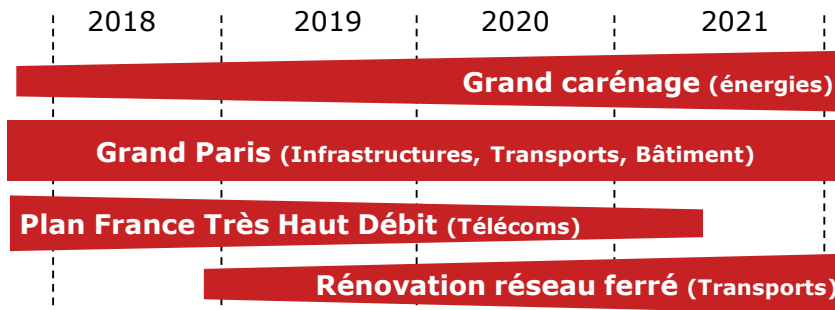 2018 2019 2020 2021
Grand carénage (énergies)
Grand Paris (Infrastructures, Transports, Bâtiment)
Plan France Très Haut Débit (Télécoms)
Rénovation réseau ferré (Transports)